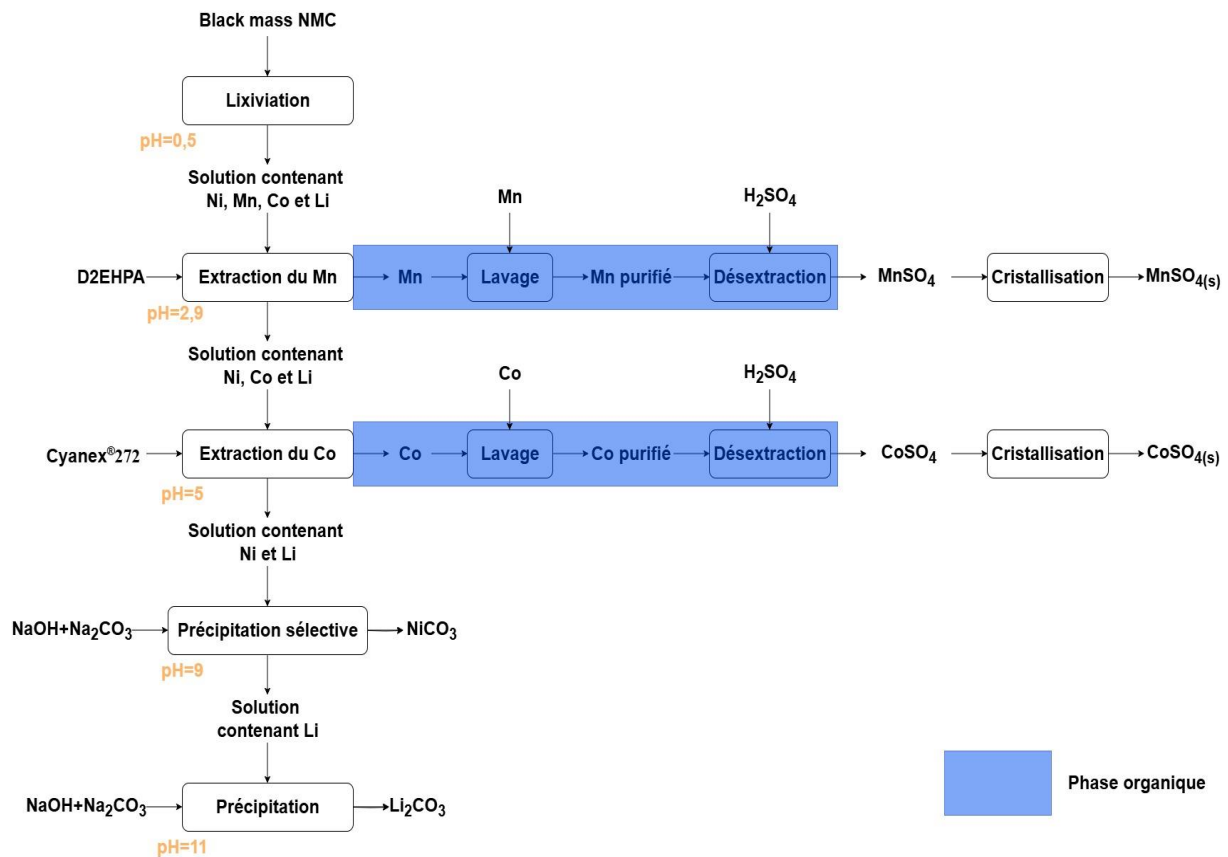 Black mass NMC
Lixiviation
pH=0,5
Solution contenant
Ni, Mn, Co et Li
Mn
H2SO4
D2EHPA
Extraction du Mn
Mn
Lavage
Mn purifié
Désextraction
MnSO4
Cristallisation
MnSO4(s)
pH=2,9
Solution contenant
Ni, Co et Li
Co
H2SO4
Cyanex®272
Extraction du Co
Co
Lavage
Co purifié
Désextraction
CoSO4
Cristallisation
CoSO4(s)
pH=5
Solution contenant
Ni et Li
NaOH+Na2CO3
Précipitation sélective
NiCO3
pH=9
Solution
contenant Li
NaOH+Na2CO3
Précipitation
Li2CO3
pH=11
Phase organique